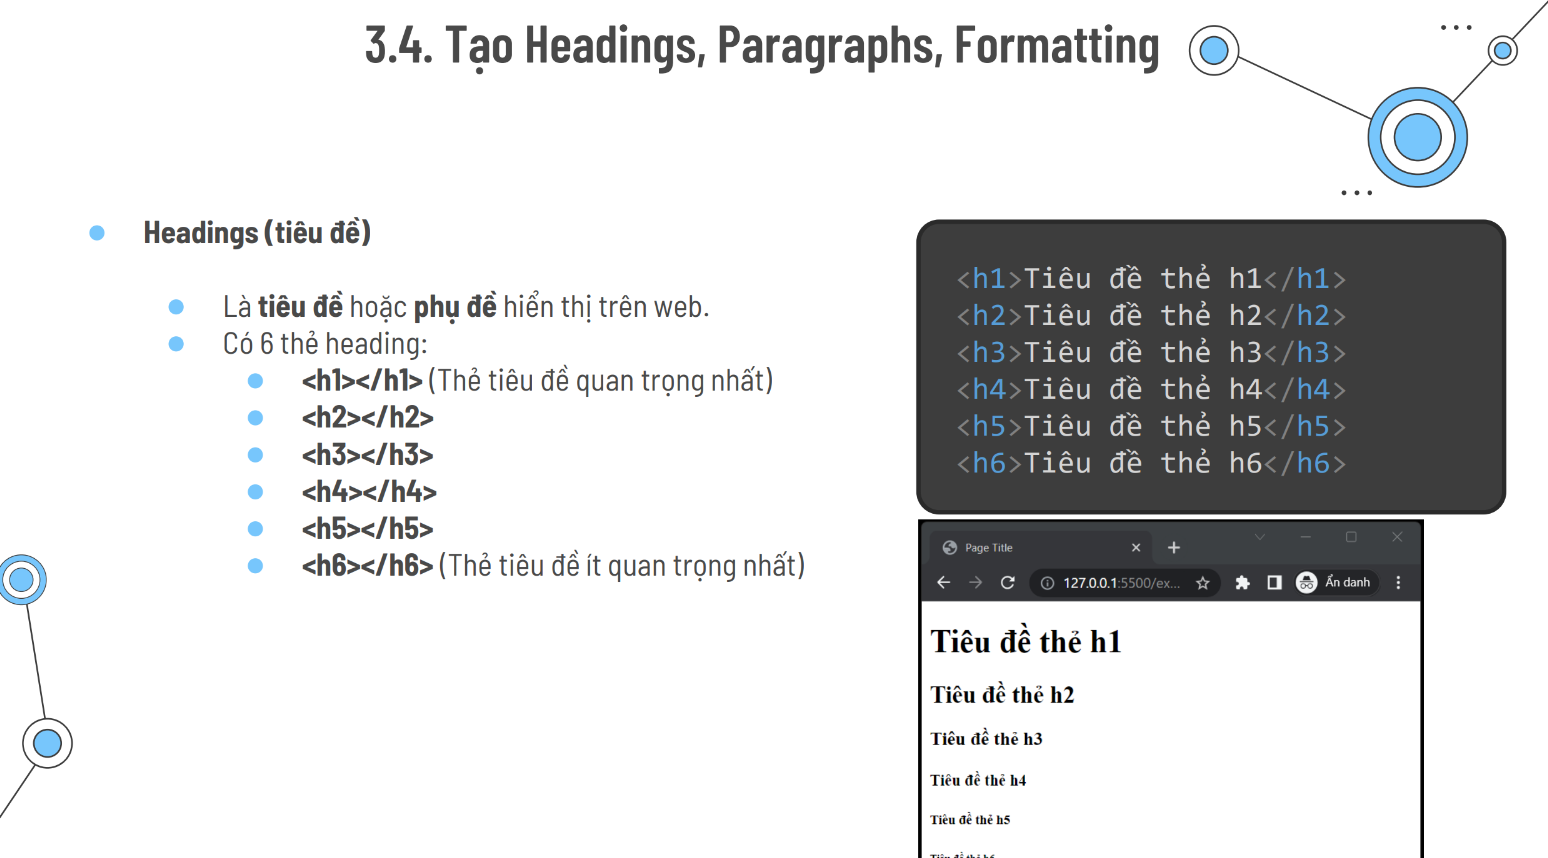 3.4. Tạo Headings, Paragraphs, Formatting
Headings (tiêu đề)
Là tiêu đề hoặc phụ đề hiển thị trên web.
Có 6 thẻ heading:
<h1></h1> (Thẻ tiêu đề quan trọng nhất)
<h2></h2>
<h3></h3>
<h4></h4>
<h5></h5>
<h6></h6> (Thẻ tiêu đề ít quan trọng nhất)
<h1>Tiêu đề thẻ h1</h1>
<h2>Tiêu đề thẻ h2</h2>
<h3>Tiêu đề thẻ h3</h3>
<h4>Tiêu đề thẻ h4</h4>
<h5>Tiêu đề thẻ h5</h5>
<h6>Tiêu đề thẻ h6</h6>
Page Title
127.0.0.1:5500/ex... Ẩn danh
Tiêu đề thẻ h1
Tiêu đề thẻ h2
Tiêu đề thẻ h3
Tiêu đề thẻ h4
Tiêu đề thẻ h5